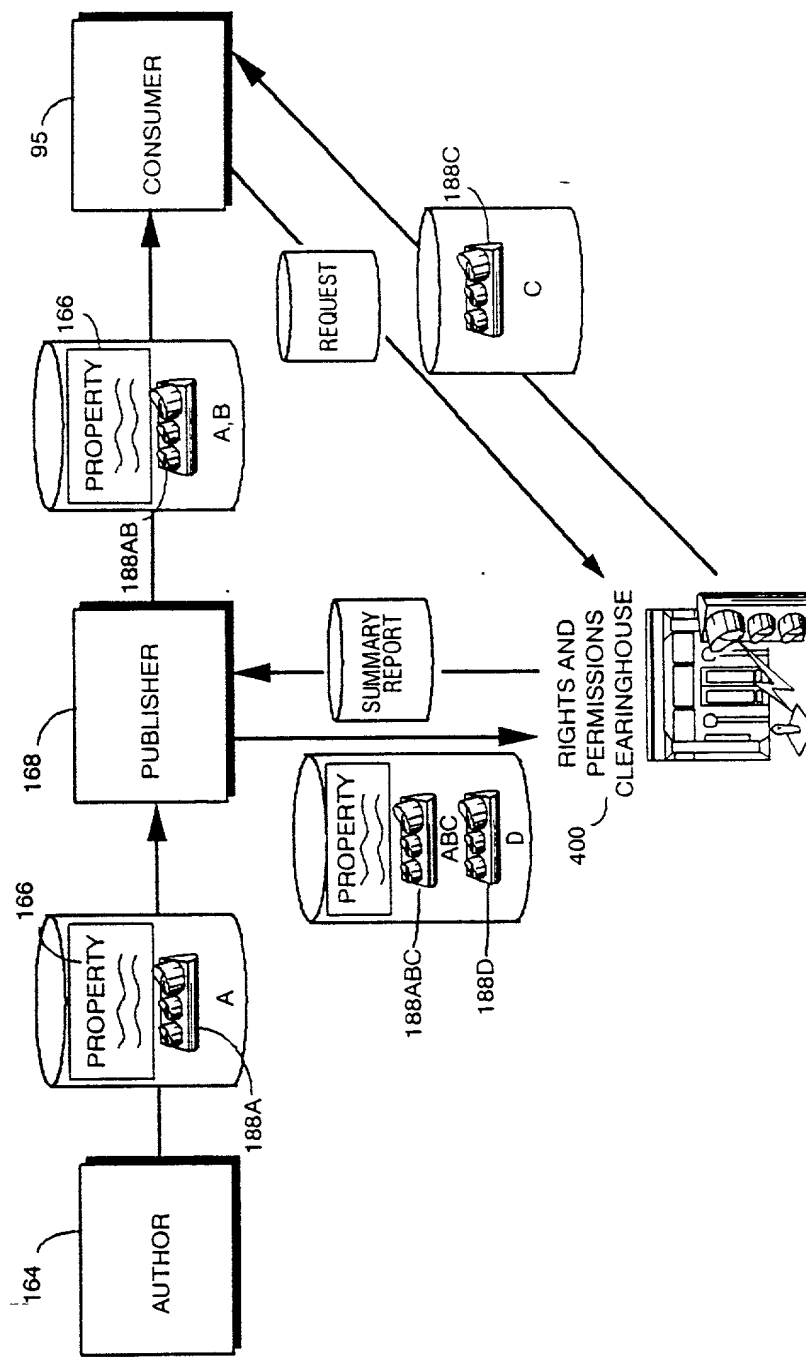 164
AUTHOR
166
PROPERTY
A
188A
168
PUBLISHER
166
PROPERTY
188AB
A,B
95
CONSUMER
PROPERTY
ABC
D
188ABC
188D
SUMMARY
REPORT
REQUEST
188C
C
400
RIGHTS AND
PERMISSIONS
CLEARINGHOUSE